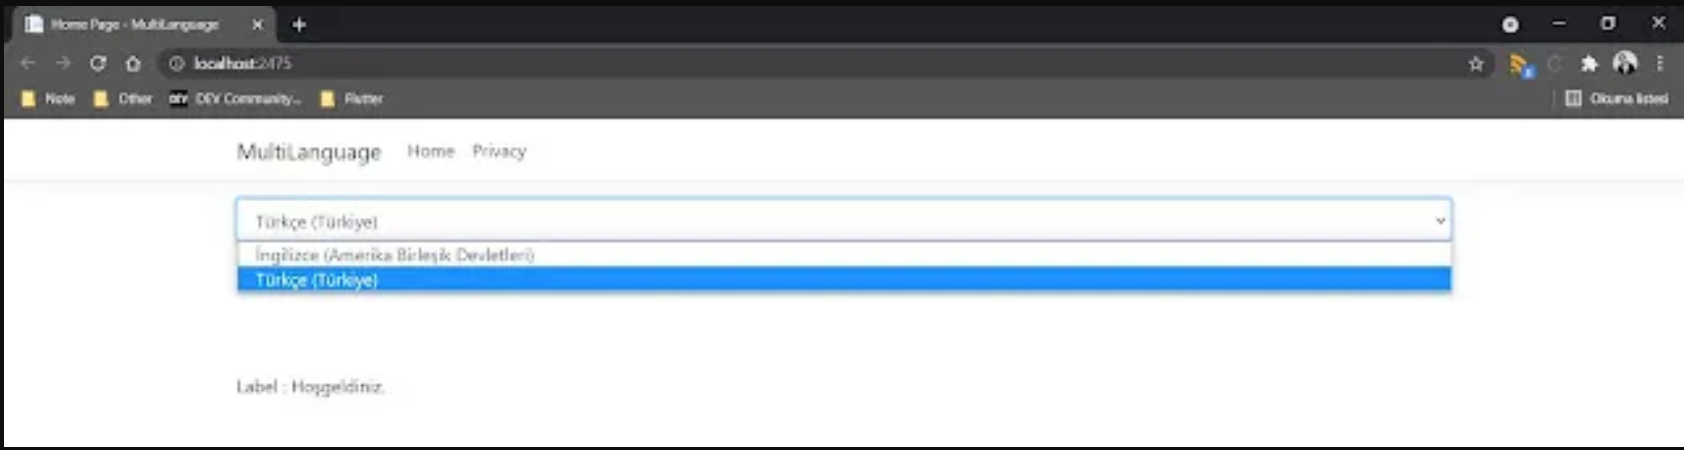 Home Page - MultiLanguage
localhost:2475
Note Other DEV DEV Community... Flutter Okuma listesi
MultiLanguage Home Privacy
Türkçe (Türkiye)
İngilizce (Amerika Birleşik Devletleri)
Türkçe (Türkiye)
Label : Hoşgeldiniz.